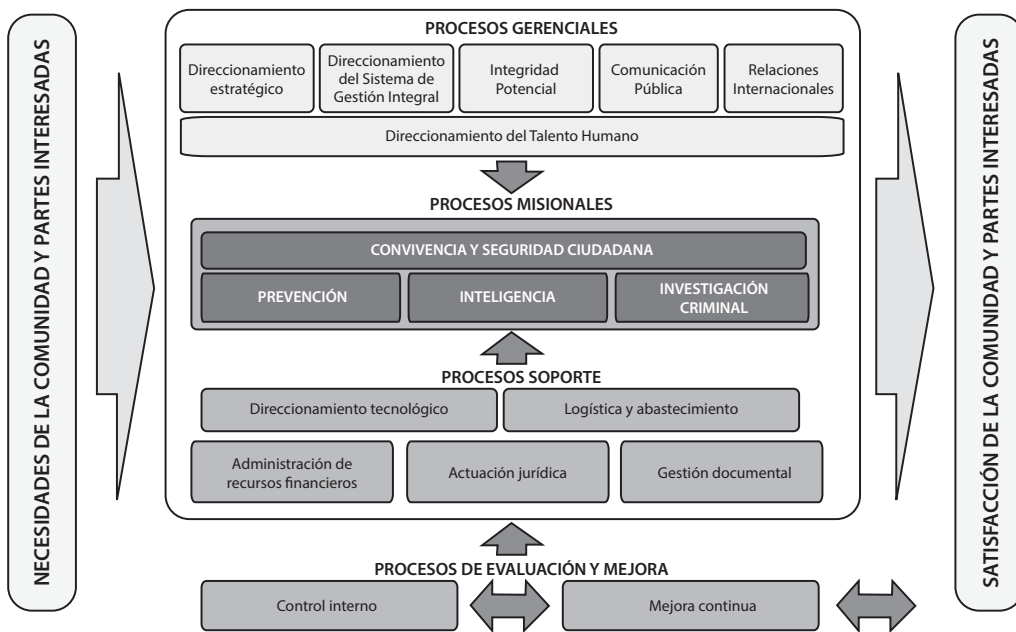 NECESIDADES DE LA COMUNIDAD Y PARTES INTERESADAS
PROCESOS GERENCIALES
Direccionamiento
estratégico
Direccionamiento
del Sistema de
Gestión Integral
Integridad
Potencial
Comunicación
Pública
Relaciones
Internacionales
Direccionamiento del Talento Humano
PROCESOS MISIONALES
CONVIVENCIA Y SEGURIDAD CIUDADANA
PREVENCIÓN
INTELIGENCIA
INVESTIGACIÓN
CRIMINAL
PROCESOS SOPORTE
Direccionamiento tecnológico
Logística y abastecimiento
Administración de
recursos financieros
Actuación jurídica
Gestión documental
PROCESOS DE EVALUACIÓN Y MEJORA
Control interno
Mejora continua
SATISFACCIÓN DE LA COMUNIDAD Y PARTES INTERESADAS